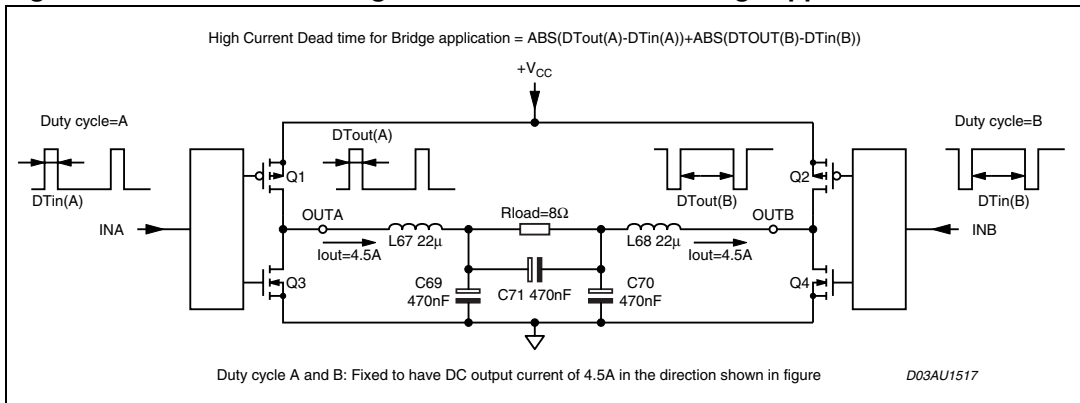 High Current Dead time for Bridge application = ABS(DTout(A)-DTin(A))+ABS(DTOUT(B)-DTin(B))
+VCC
Duty cycle=A
DTout(A)
Duty cycle=B
Q1
Q2
DTin(A)
DTout(B)
DTin(B)
INA
OUTA
Rload=8Ω
OUTB
INB
L67 22µ
L68 22µ
Iout=4.5A
Iout=4.5A
Q3
C69
470nF
C71 470nF
C70
470nF
Q4
Duty cycle A and B: Fixed to have DC output current of 4.5A in the direction shown in figure
D03AU1517